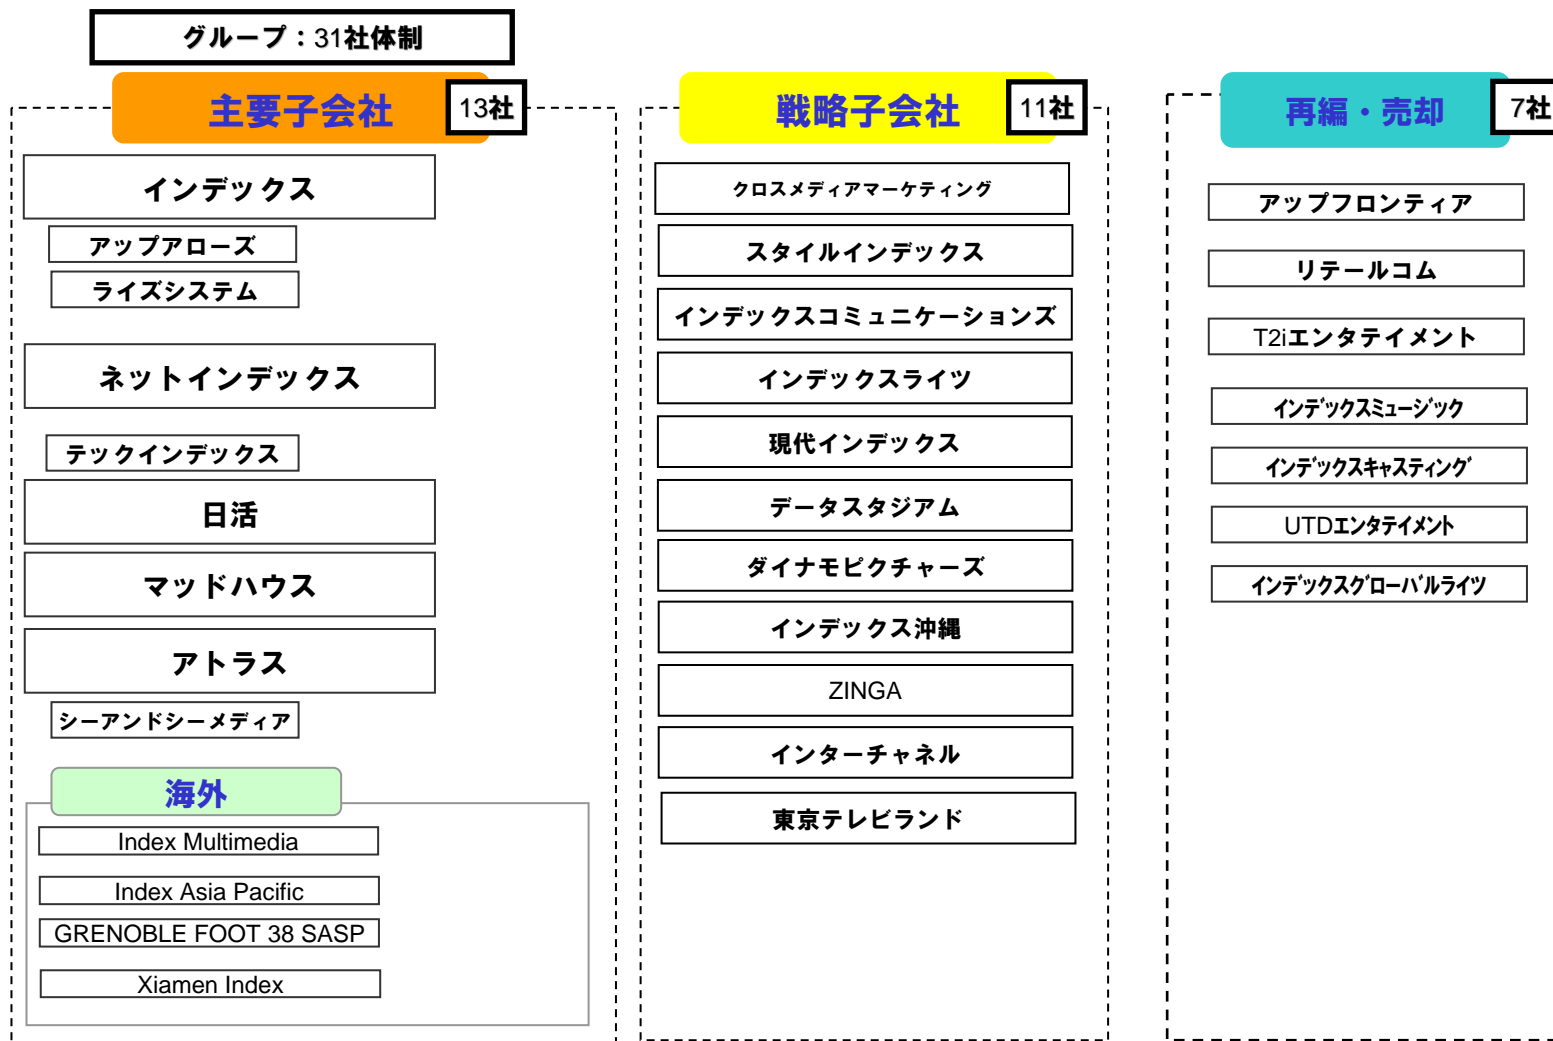 グループ：31社体制
主要子会社
13社
インデックス
アップアローズ
ライズシステム
ネットインデックス
テックインデックス
日活
マッドハウス
アトラス
シーアンドシーメディア
海外
Index Multimedia
Index Asia Pacific
GRENOBLE FOOT 38 SASP
Xiamen Index
戦略子会社
11社
クロスメディアマーケティング
スタイルインデックス
インデックスコミュニケーションズ
インデックスライツ
現代インデックス
データスタジアム
ダイナモピクチャーズ
インデックス沖縄
ZINGA
インターチャネル
東京テレビランド
再編・売却
7社
アップフロンティア
リテールコム
T2iエンタテイメント
インデックスミュージック
インデックスキャスティング
UTDエンタテイメント
インデックスグローバルライツ